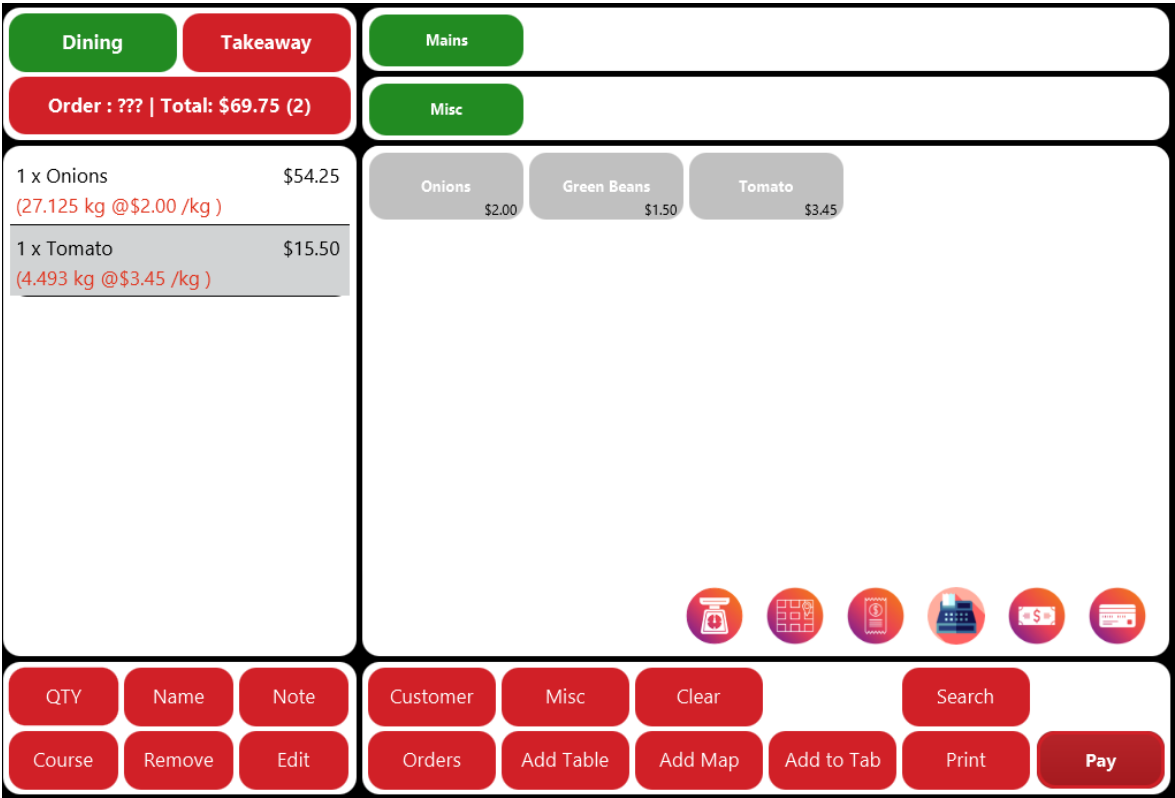 Dining
Takeaway
Order : ??? | Total: $69.75 (2)
Mains
Misc
1 x Onions $54.25
(27.125 kg @$2.00 /kg )
1 x Tomato $15.50
(4.493 kg @$3.45 /kg )
Onions
$2.00
Green Beans
$1.50
Tomato
$3.45
QTY
Name
Note
Course
Remove
Edit
Customer
Misc
Clear
Search
Orders
Add Table
Add Map
Add to Tab
Print
Pay